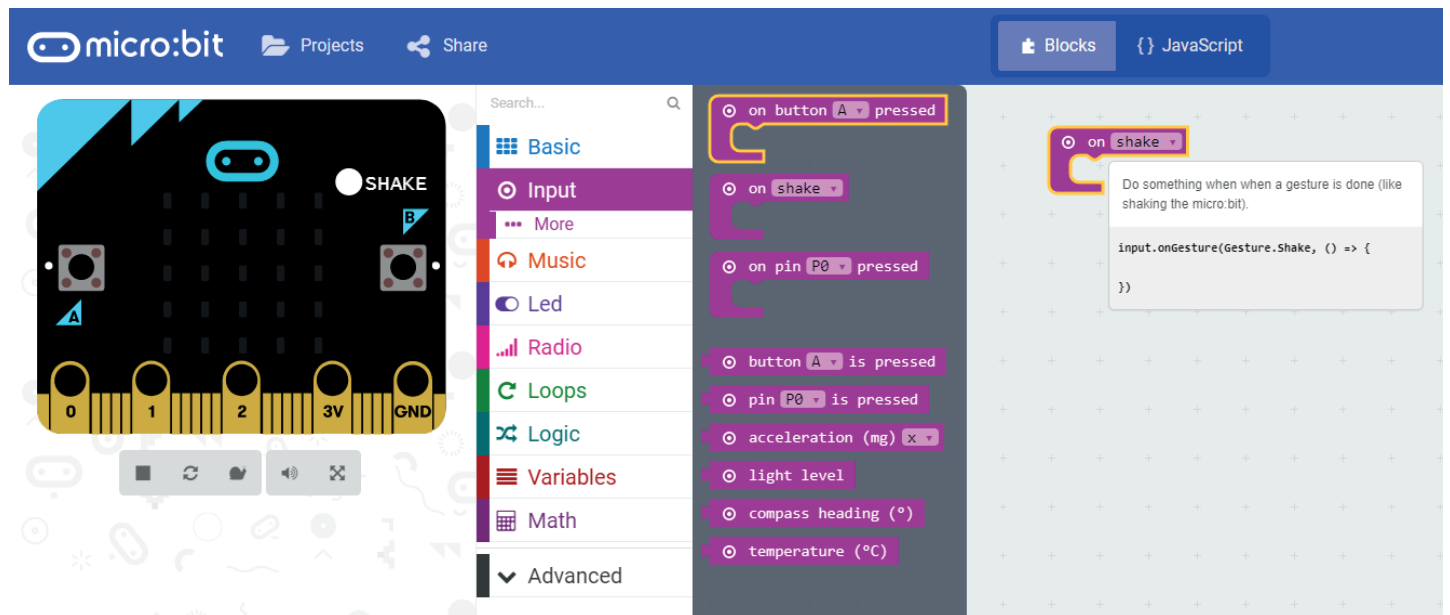 micro:bit
Projects
Share
Blocks
{} JavaScript
SHAKE
B
A
0
1
2
3V
GND
Search...
Basic
Input
More
Music
Led
Radio
Loops
Logic
Variables
Math
Advanced
on button A pressed
on shake
on pin P0 pressed
button A is pressed
pin P0 is pressed
acceleration (mg) x
light level
compass heading (°)
temperature (°C)
on shake
Do something when when a gesture is done (like
shaking the micro:bit).
input.onGesture(Gesture.Shake, () => {
})